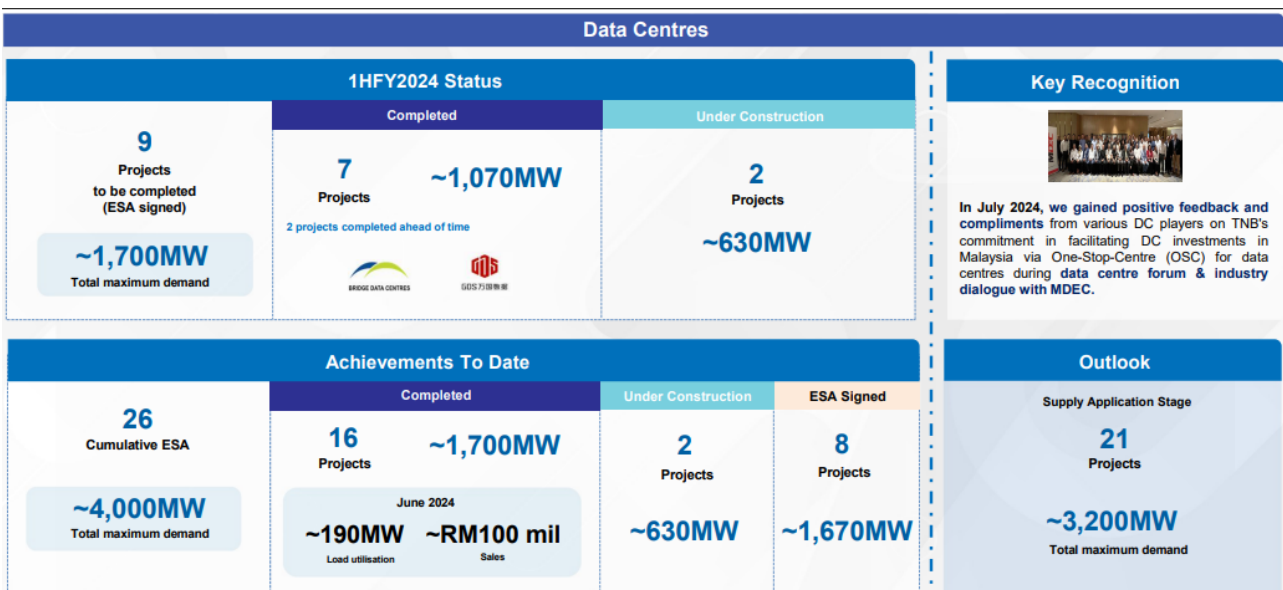 Data Centres
1HFY2024 Status
9
Projects
to be completed
(ESA signed)
~1,700MW
Total maximum demand
Completed
7
Projects
~1,070MW
2 projects completed ahead of time
BRIDGE DATA CENTRES
GDS
GDS万国数据
Under Construction
2
Projects
~630MW
Key Recognition
In July 2024, we gained positive feedback and
compliments from various DC players on TNB's
commitment in facilitating DC investments in
Malaysia via One-Stop-Centre (OSC) for data
centres during data centre forum & industry
dialogue with MDEC.
Achievements To Date
26
Cumulative ESA
~4,000MW
Total maximum demand
Completed
16
Projects
~1,700MW
June 2024
~190MW
Load utilisation
~RM100 mil
Sales
Under Construction
2
Projects
~630MW
ESA Signed
8
Projects
~1,670MW
Outlook
Supply Application Stage
21
Projects
~3,200MW
Total maximum demand